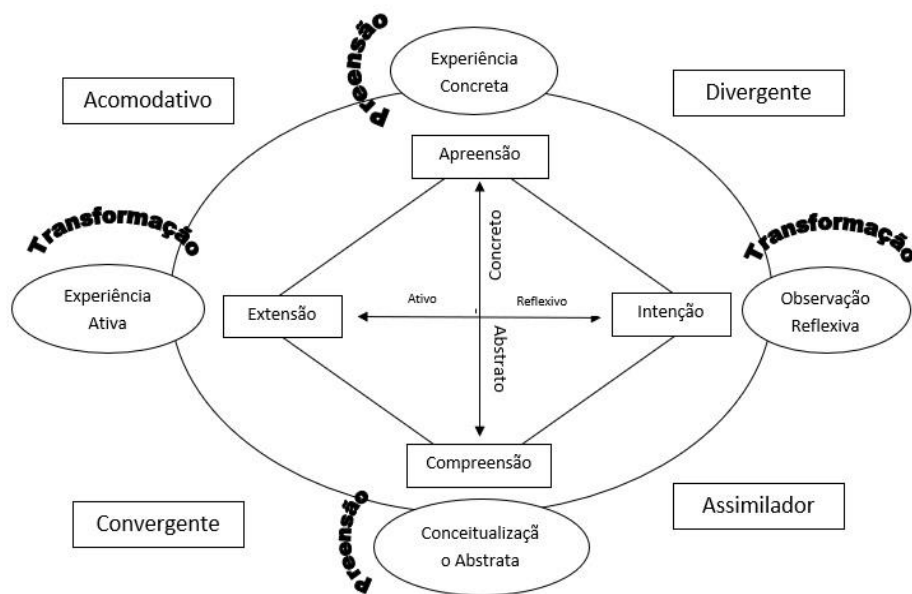 Preensão
Experiência
Concreta
Acomodativo
Divergente
Apreensão
Transformação
Concreto
Transformação
Experiência
Ativa
Extensão
Ativo
Reflexivo
Intenção
Observação
Reflexiva
Abstrato
Compreensão
Convergente
Preensão
Conceitualizaçã
o Abstrata
Assimilador